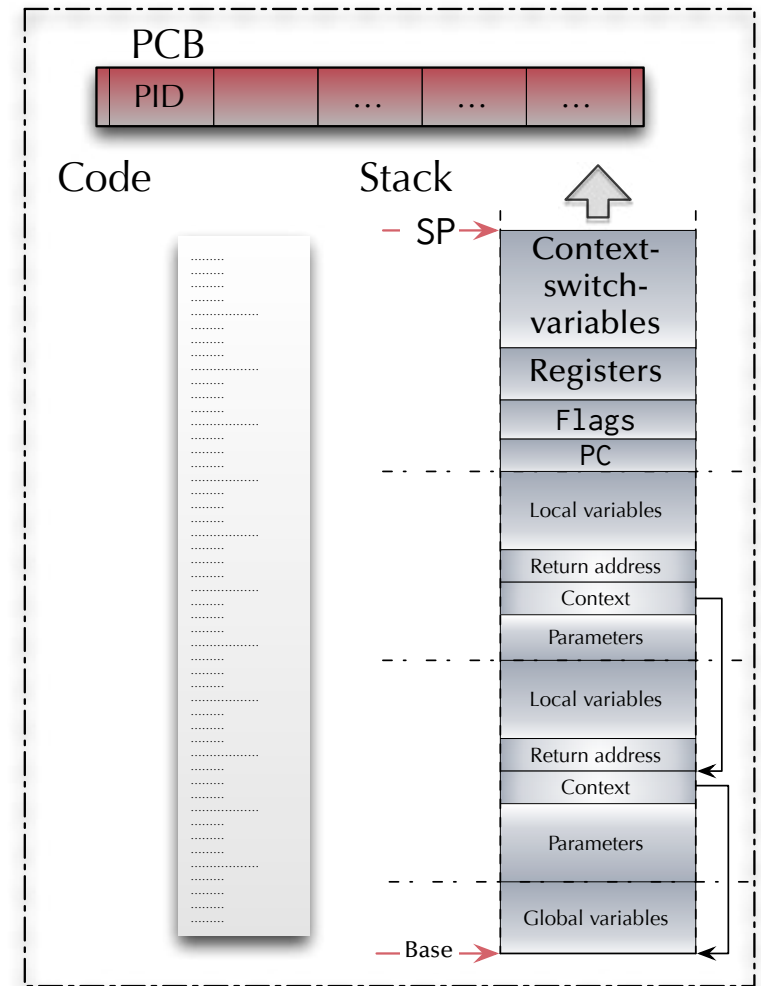 PCB
PID
...
...
...
Code
Stack
SP
Context-
switch-
variables
Registers
Flags
PC
Local variables
Return address
Context
Parameters
Local variables
Return address
Context
Parameters
Global variables
Base